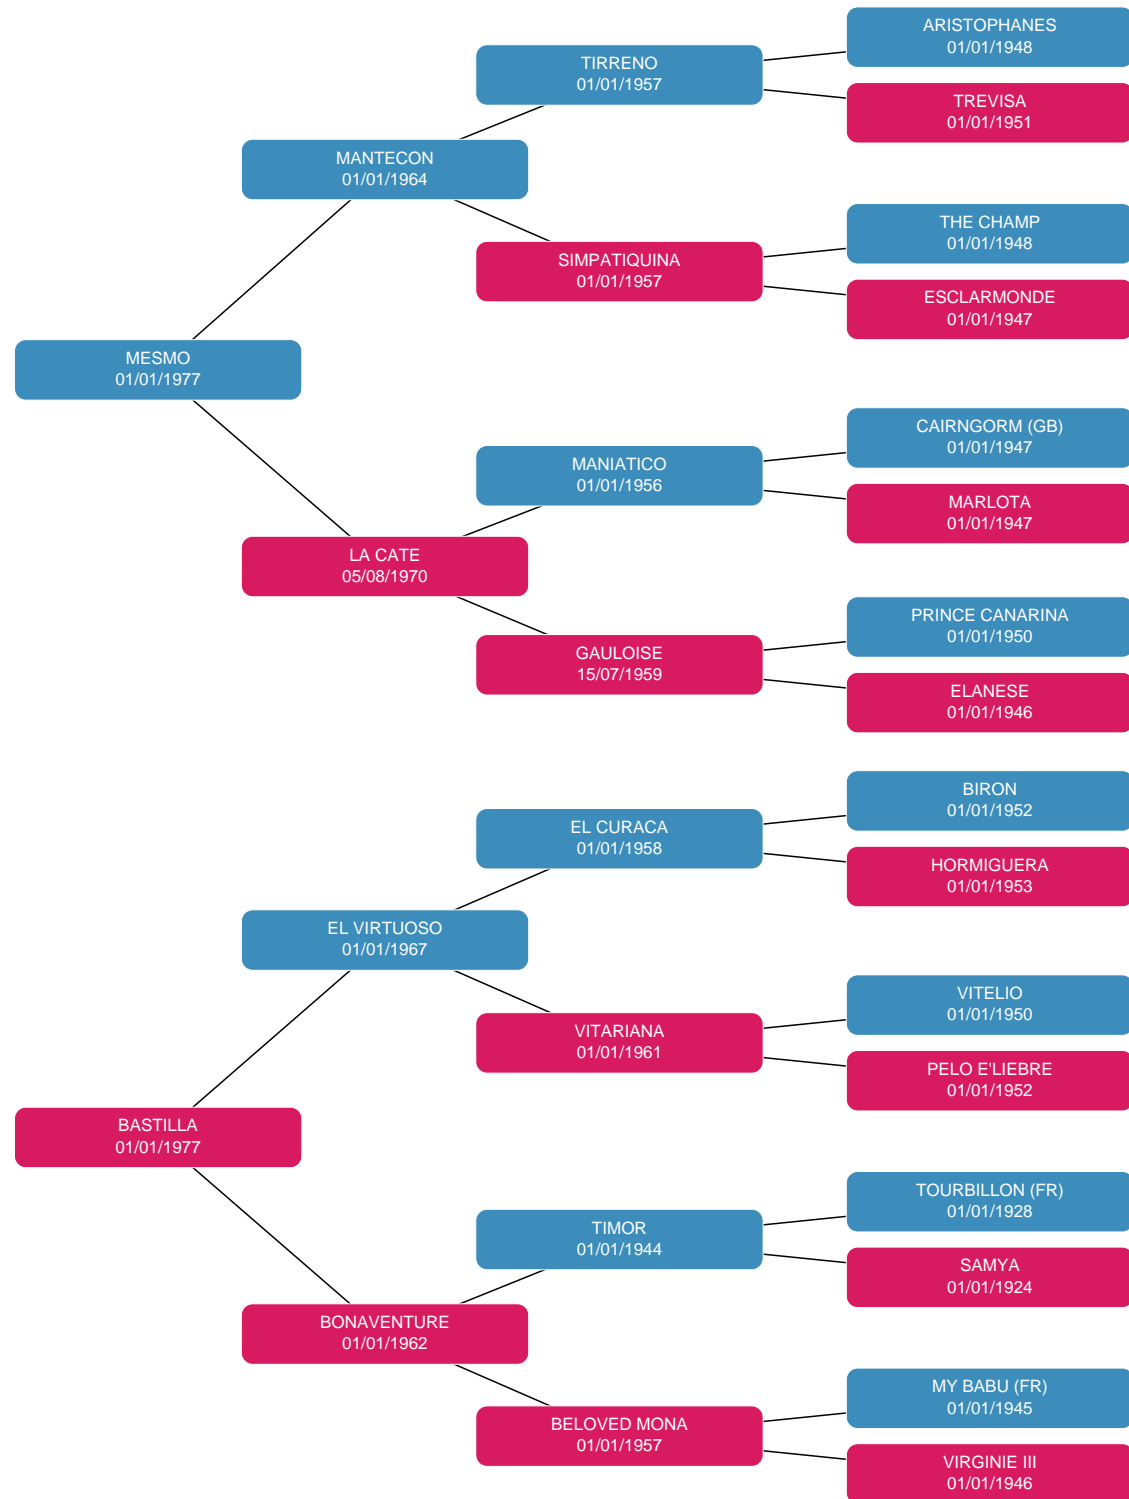 ARISTOPHANES
01/01/1948
TIRRENO
01/01/1957
TREVISA
01/01/1951
MANTECON
01/01/1964
THE CHAMP
01/01/1948
SIMPATIQUINA
01/01/1957
ESCLARMONDE
01/01/1947
MESMO
01/01/1977
CAIRNGORM (GB)
01/01/1947
MANIATICO
01/01/1956
MARLOTA
01/01/1947
LA CATE
05/08/1970
PRINCE CANARINA
01/01/1950
GAULOISE
15/07/1959
ELANESE
01/01/1946
BIRON
01/01/1952
EL CURACA
01/01/1958
HORMIGUERA
01/01/1953
EL VIRTUOSO
01/01/1967
VITELIO
01/01/1950
VITARIANA
01/01/1961
PELO E'LIEBRE
01/01/1952
BASTILLA
01/01/1977
TOURBILLON (FR)
01/01/1928
TIMOR
01/01/1944
SAMYA
01/01/1924
BONAVENTURE
01/01/1962
MY BABU (FR)
01/01/1945
BELOVED MONA
01/01/1957
VIRGINIE III
01/01/1946